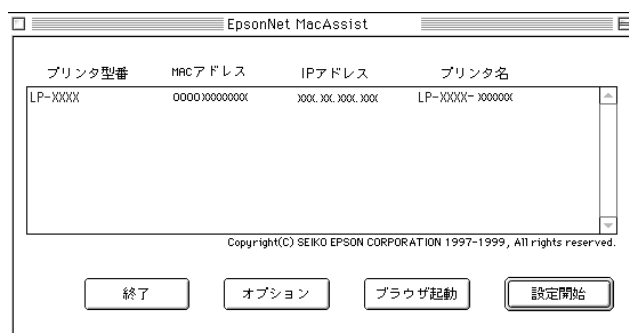 EpsonNet MacAssist
プリンタ型番 MACアドレス IPアドレス プリンタ名
LP-XXXX 0000XXXXXXXX XXX.XX.XXX.XXX LP-XXXX-XXXXXX
Copyright(C) SEIKO EPSON CORPORATION 1997-1999, All rights reserved.
終了 オプション ブラウザ起動 設定開始